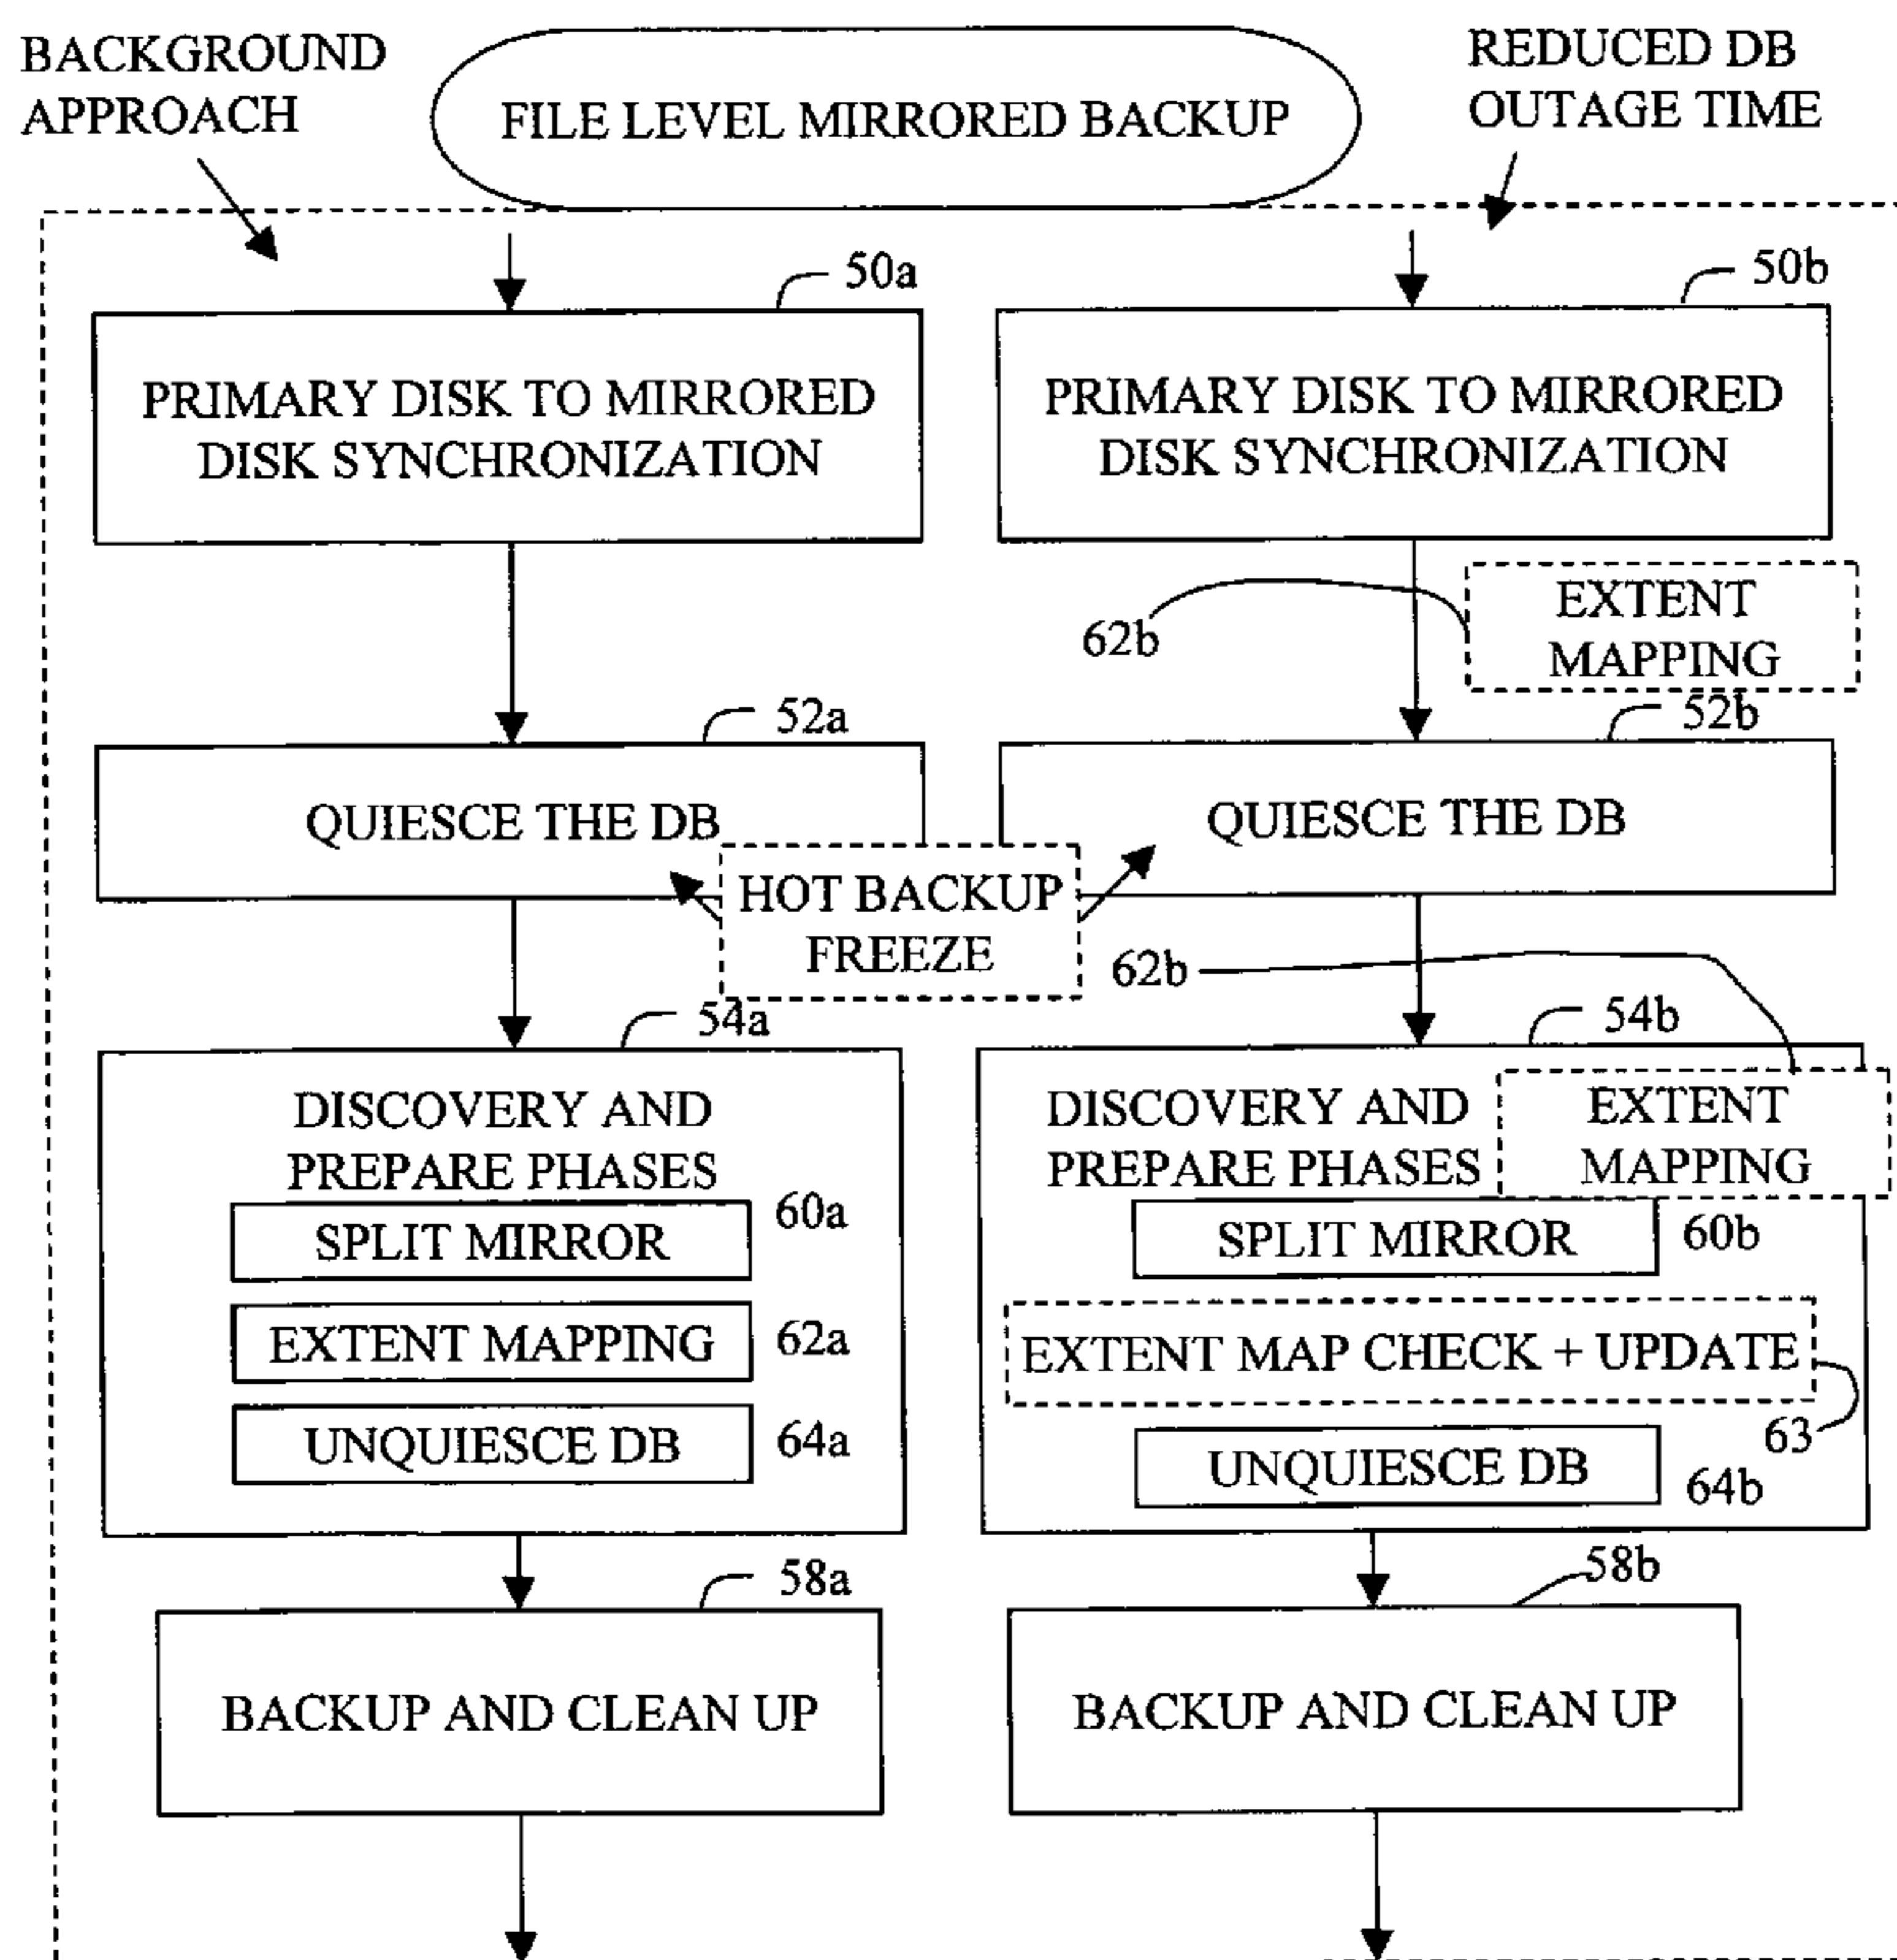 BACKGROUND
APPROACH
FILE LEVEL MIRRORED BACKUP
REDUCED DB
OUTAGE TIME
50a
PRIMARY DISK TO MIRRORED
DISK SYNCHRONIZATION
50b
PRIMARY DISK TO MIRRORED
DISK SYNCHRONIZATION
62b
EXTENT
MAPPING
52a
QUIESCE THE DB
52b
QUIESCE THE DB
HOT BACKUP
FREEZE
62b
54a
DISCOVERY AND
PREPARE PHASES
SPLIT MIRROR
60a
EXTENT MAPPING
62a
UNQUIESCE DB
64a
54b
DISCOVERY AND
PREPARE PHASES
EXTENT
MAPPING
SPLIT MIRROR
60b
EXTENT MAP CHECK + UPDATE
63
UNQUIESCE DB
64b
58a
BACKUP AND CLEAN UP
58b
BACKUP AND CLEAN UP